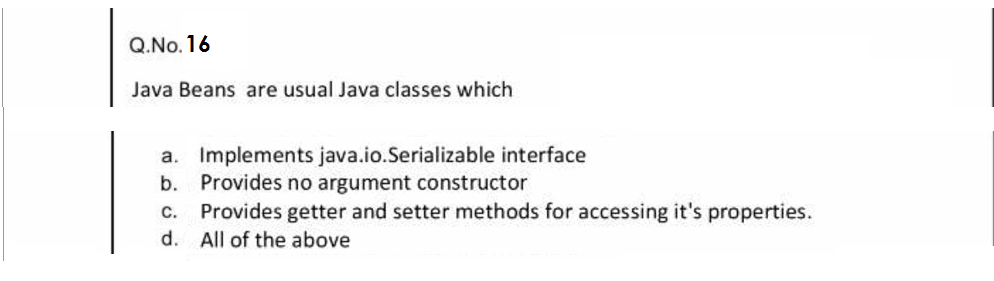 Q.No. 16
Java Beans are usual Java classes which
a. Implements java.io.Serializable interface
b. Provides no argument constructor
c. Provides getter and setter methods for accessing it's properties.
d. All of the above